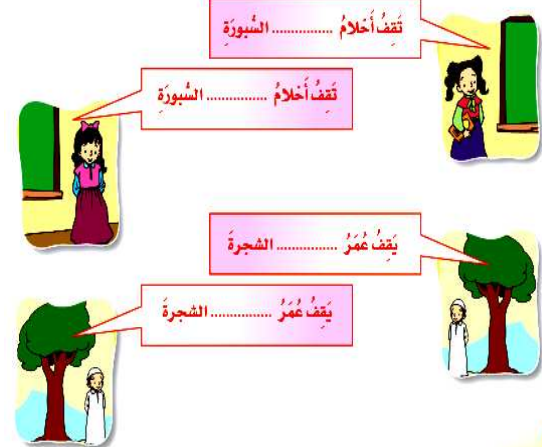 تَقِفُ أَحْلامُ ................ السَّبورَةِ
تَقِفُ أَحْلامُ ................ السَّبورَةِ
يَقِفُ عُمَرُ ................ الشجرةَ
يَقِفُ عُمَرُ ................ الشجرةَ